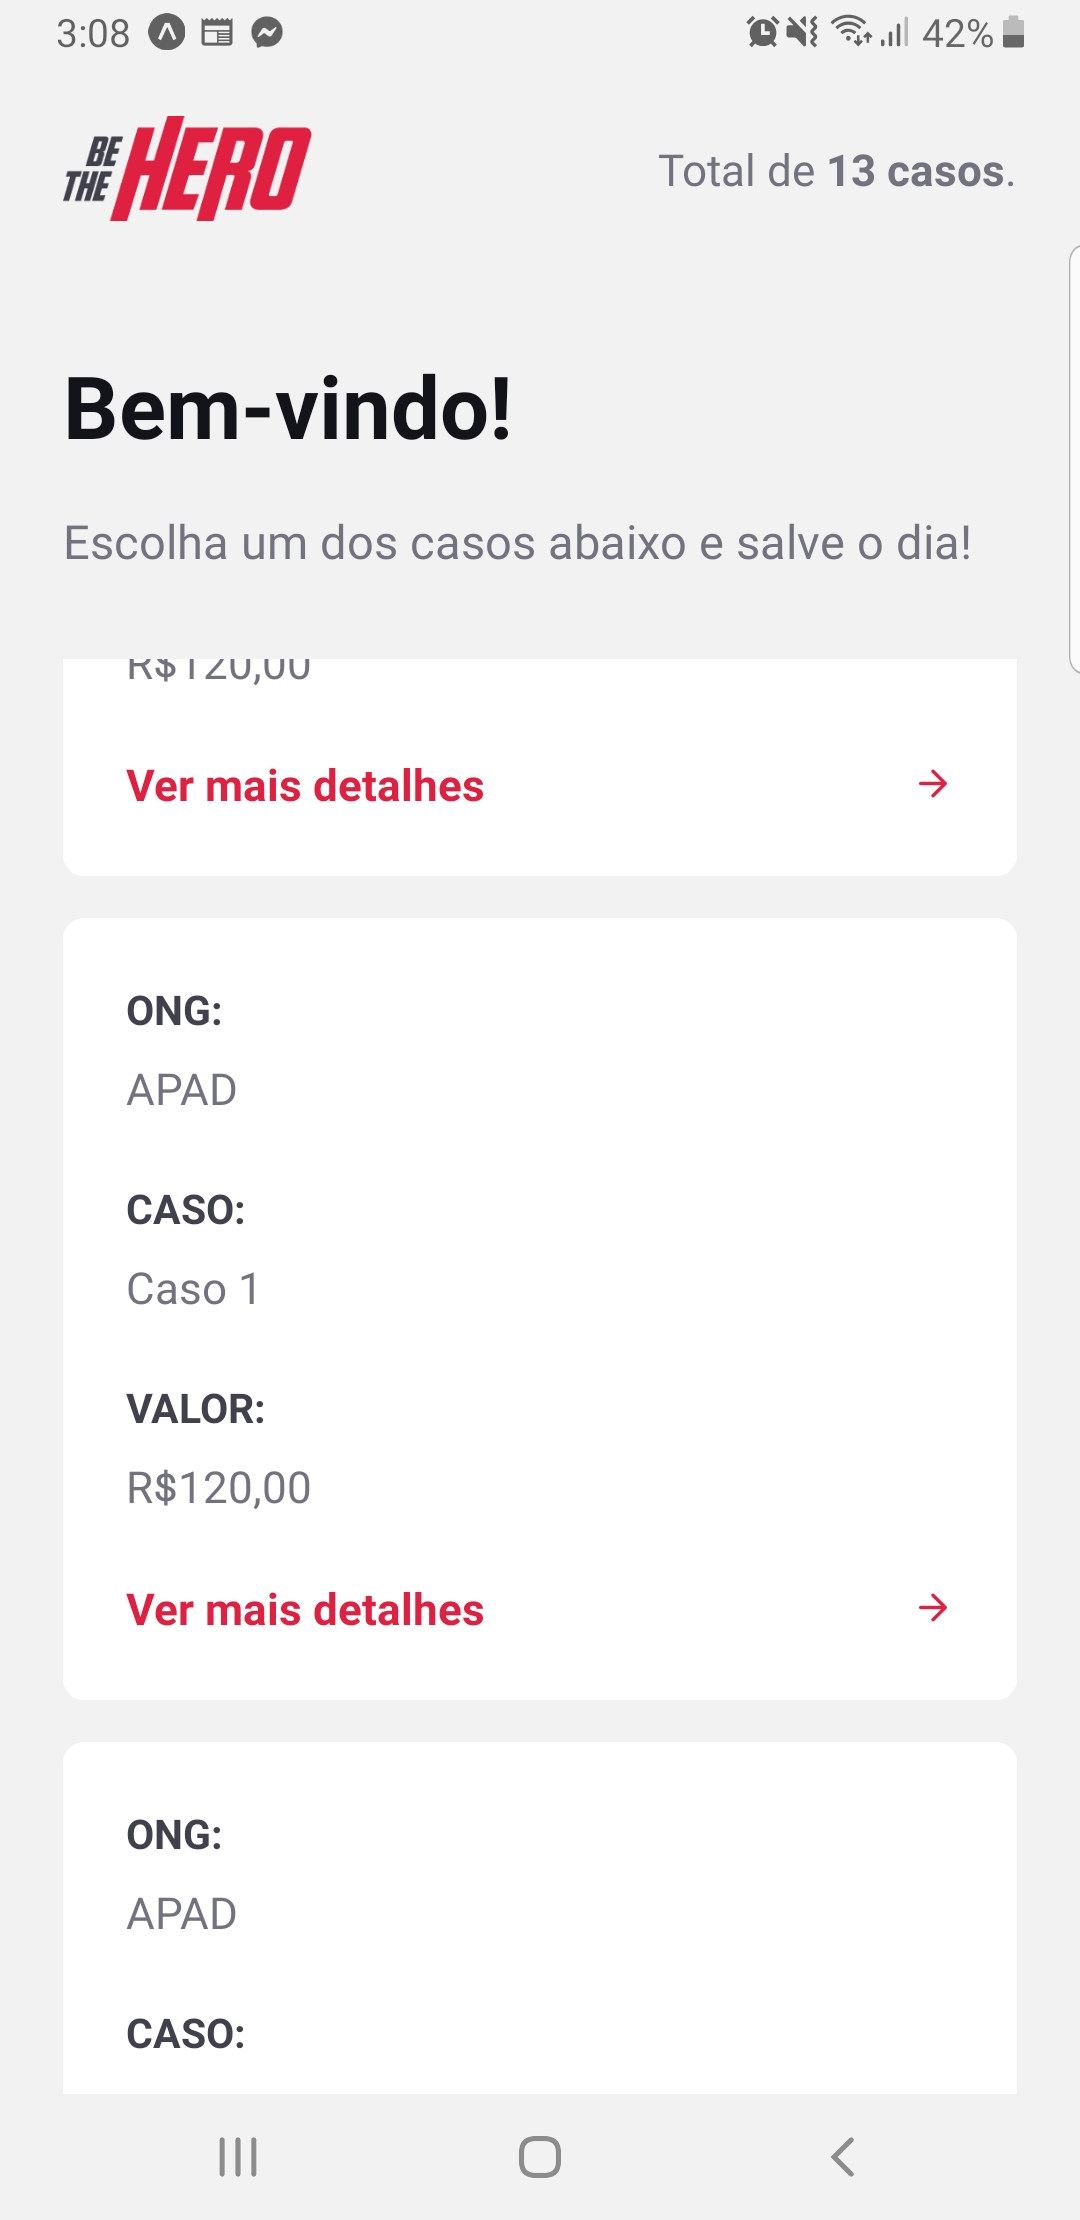 3:08
42%
BE
THE
HERO
Total de 13 casos.
Bem-vindo!
Escolha um dos casos abaixo e salve o dia!
R$120,00
Ver mais detalhes
ONG:
APAD
CASO:
Caso 1
VALOR:
R$120,00
Ver mais detalhes
ONG:
APAD
CASO: